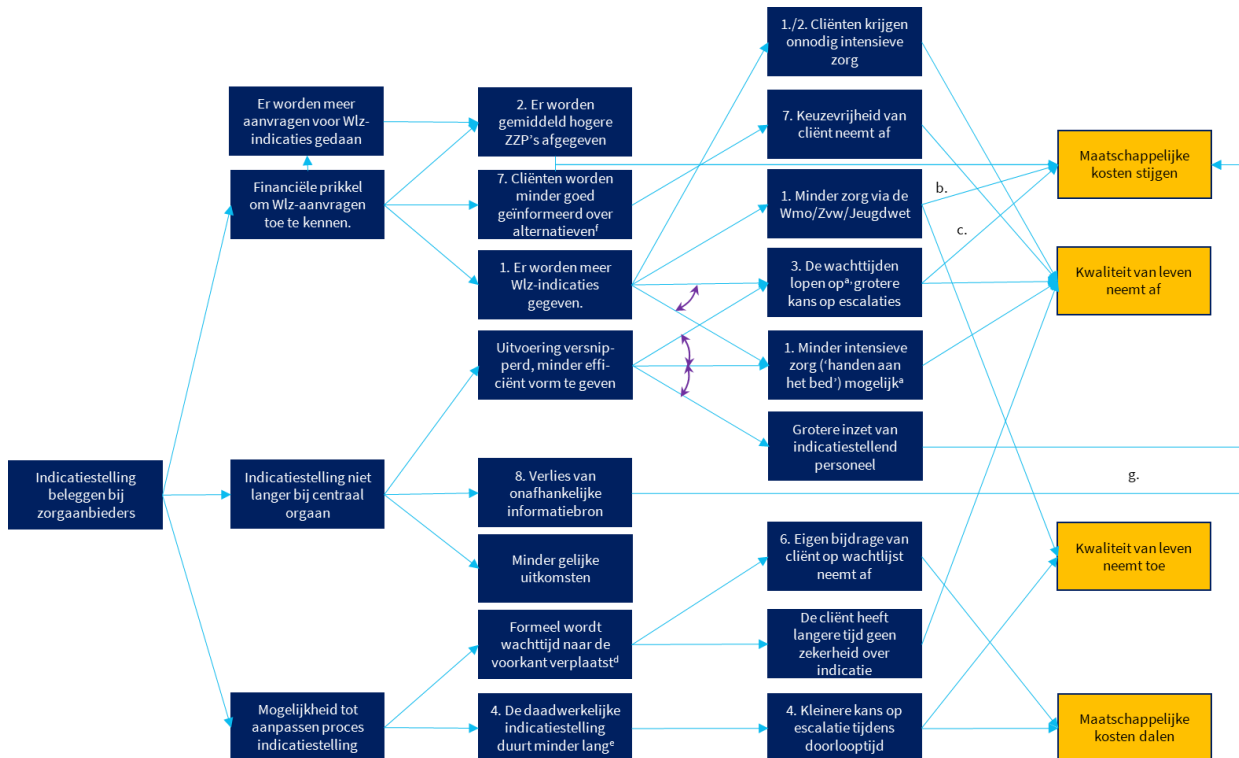 Indicatiestelling
beleggen bij
zorgaanbieders
Er worden meer
aanvragen voor Wlz-
indicaties gedaan
Financiële prikkel
om Wlz-aanvragen
toe te kennen.
Indicatiestelling niet
langer bij centraal
orgaan
Mogelijkheid tot
aanpassen proces
indicatiestelling
2. Er worden
gemiddeld hogere
ZZP's afgegeven
7. Cliënten worden
minder goed
geïnformeerd over
alternatievenᶠ
1. Er worden meer
Wlz-indicaties
gegeven.
Uitvoering versnip-
perd, minder effi-
ciënt vorm te geven
8. Verlies van
onafhankelijke
informatiebron
Minder gelijke
uitkomsten
Formeel wordt
wachttijd naar de
voorkant verplaatstᵈ
4. De daadwerkelijke
indicatiestelling
duurt minder langᵉ
1./2. Cliënten krijgen
onnodig intensieve
zorg
7. Keuzevrijheid van
cliënt neemt af
1. Minder zorg via de
Wmo/Zvw/Jeugdwet
3. De wachttijden
lopen opᵃ, grotere
kans op escalaties
1. Minder intensieve
zorg (‘handen aan
het bed’) mogelijkᵃ
Grotere inzet van
indicatiestellend
personeel
6. Eigen bijdrage van
cliënt op wachtlijst
neemt af
De cliënt heeft
langere tijd geen
zekerheid over
indicatie
4. Kleinere kans op
escalatie tijdens
doorlooptijd
b.
c.
g.
Maatschappelijke
kosten stijgen
Kwaliteit van leven
neemt af
Kwaliteit van leven
neemt toe
Maatschappelijke
kosten dalen